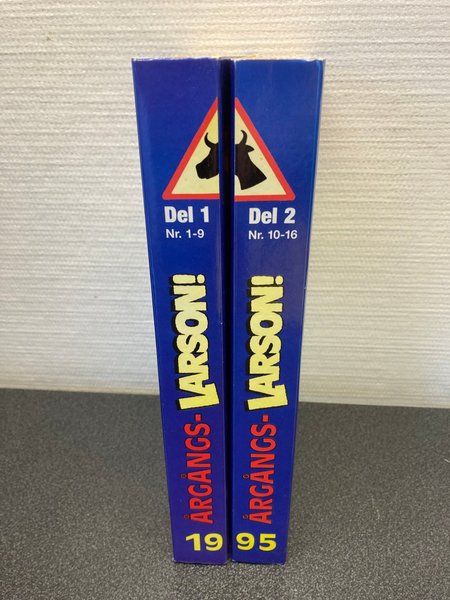 Del 1
Nr. 1-9
ÅRGÅNGS-
LARSON!
19
Del 2
Nr. 10-16
ÅRGÅNGS-
LARSON!
95